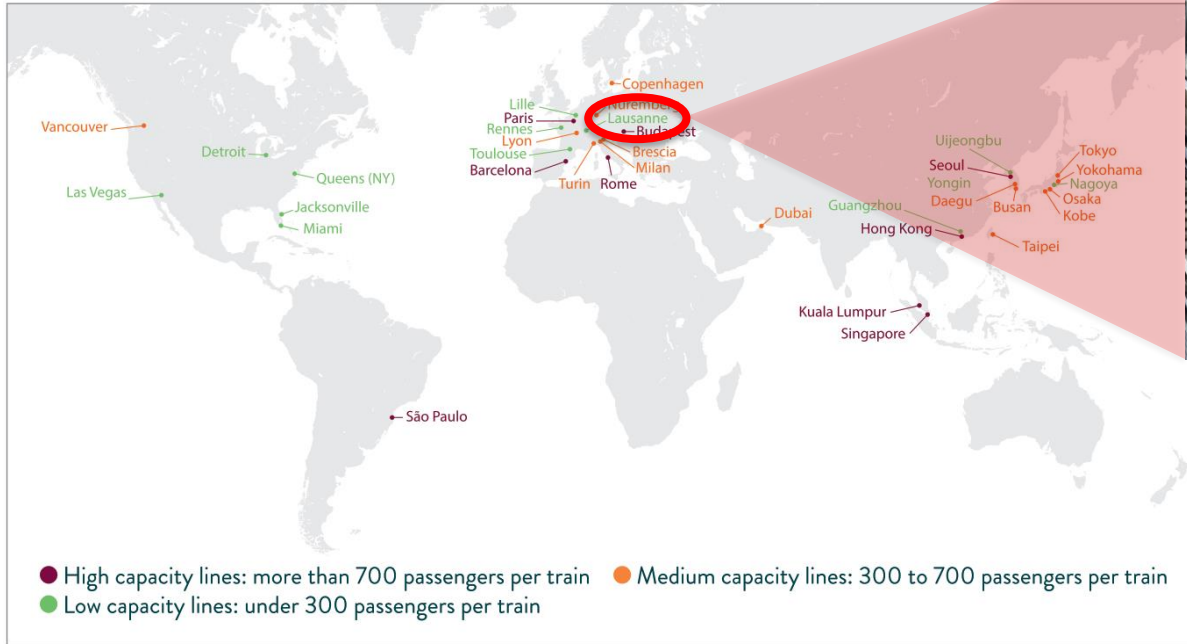 Copenhagen
Lille
Nuremberg
Paris
Lausanne
Vancouver
Rennes
Budapest
Lyon
Detroit
Toulouse
Brescia
Barcelona
Milan
Queens (NY)
Turin
Rome
Las Vegas
Jacksonville
Miami
Dubai
Uijeongbu
Seoul
Tokyo
Yokohama
Yongin
Nagoya
Daegu
Osaka
Busan
Kobe
Guangzhou
Hong Kong
Taipei
Kuala Lumpur
Singapore
São Paulo
High capacity lines: more than 700 passengers per train
Medium capacity lines: 300 to 700 passengers per train
Low capacity lines: under 300 passengers per train